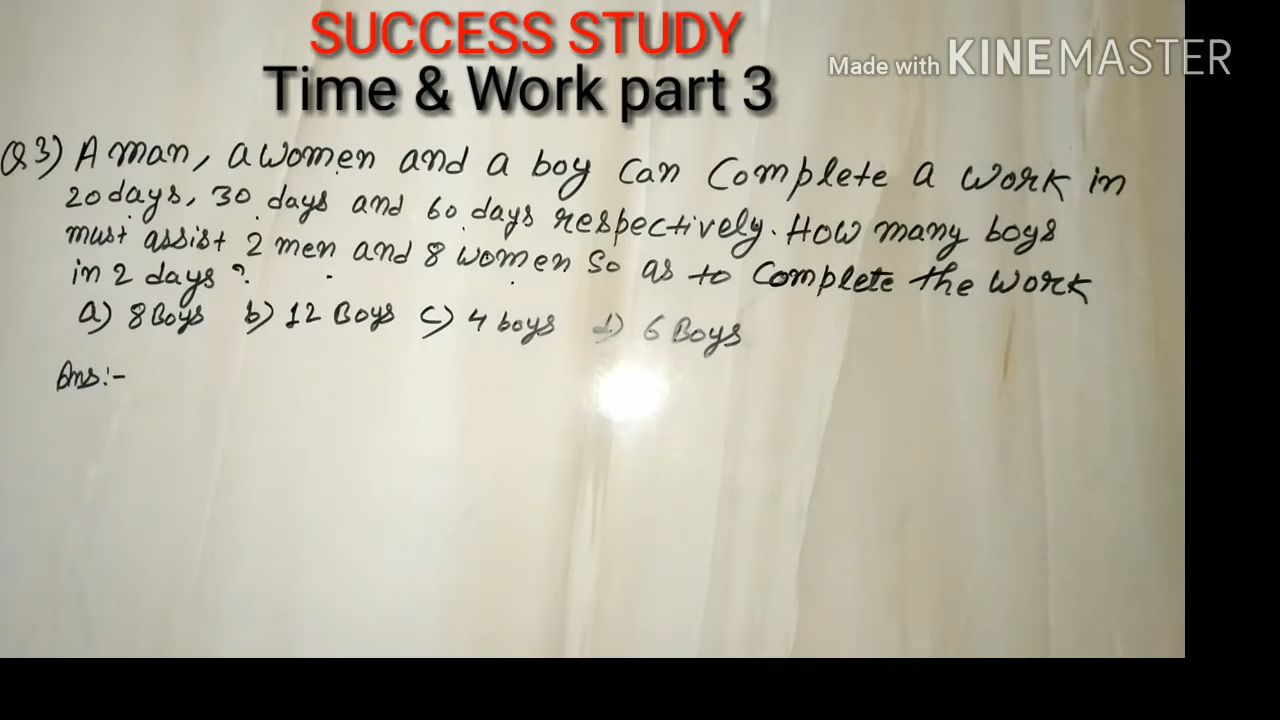 SUCCESS STUDY
Made with KINEMASTER
Time & Work part 3
Q3) A man, a women and a boy can complete a work in
20 days, 30 days and 60 days respectively. How many boys
must assist 2 men and 8 women so as to complete the work
in 2 days ?
a) 8 Boys b) 12 Boys c) 4 boys d) 6 Boys
Ans:-